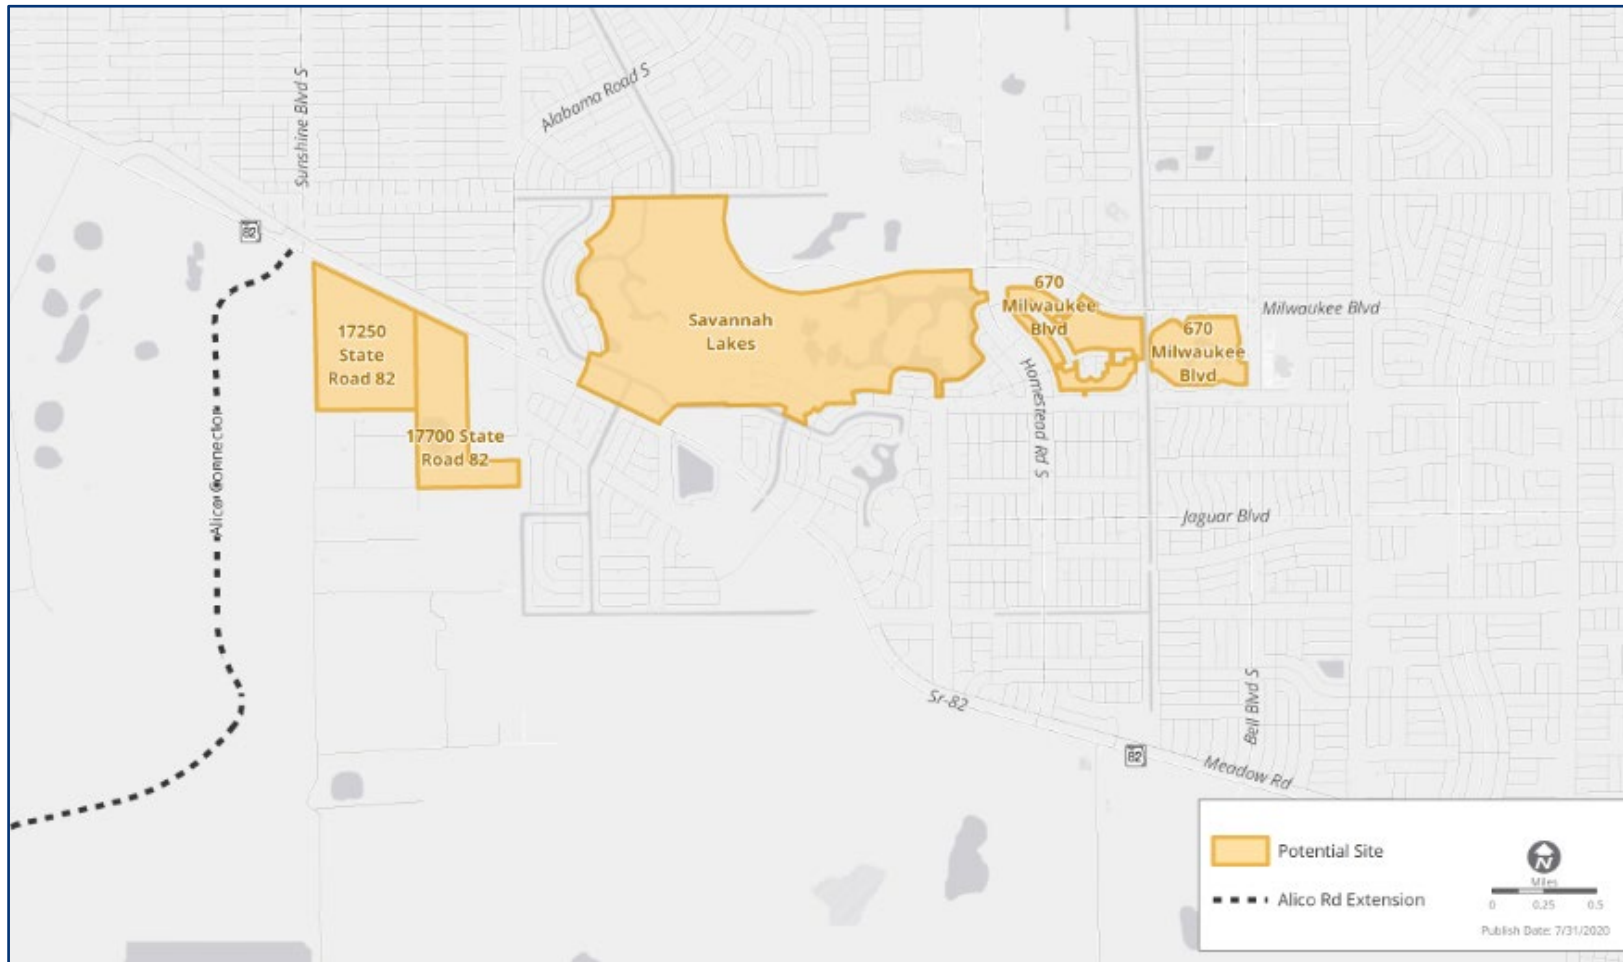 Sunshine Blvd S
Alabama Road S
82
17250
State
Road 82
17700 State
Road 82
Alico Connection
Savannah
Lakes
670
Milwaukee
Blvd
670
Milwaukee
Blvd
Milwaukee Blvd
Homestead Rd S
Jaguar Blvd
Bell Blvd S
Sr-82
82
Meadow Rd
Potential Site
Alico Rd Extension
N
Miles
0 0.25 0.5
Publish Date: 7/31/2020